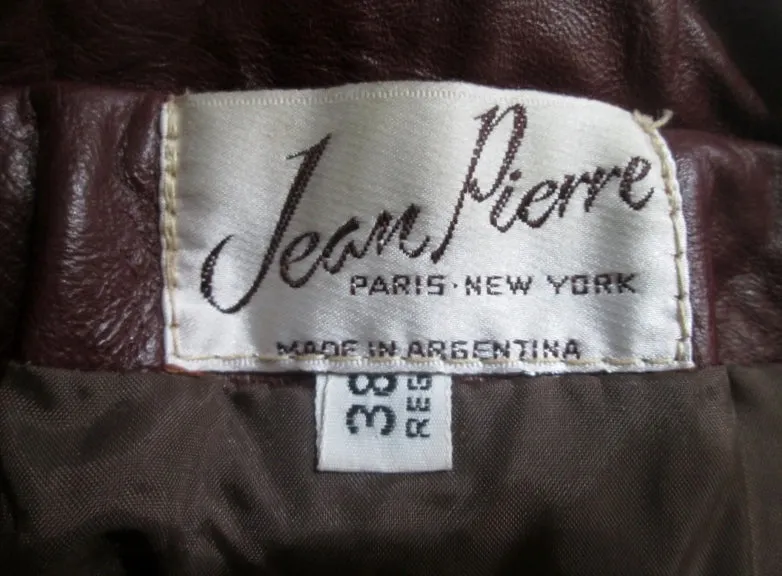 Jean Pierre
PARIS·NEW YORK
MADE IN ARGENTINA
38
REG